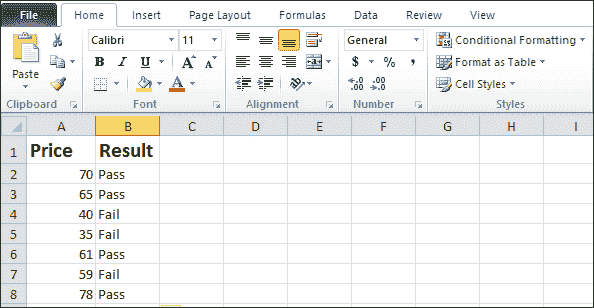 File Home Insert Page Layout Formulas Data Review View
Calibri 11 General Conditional Formatting
Paste B I U A A $ % , Format as Table
A .0 .00 .00 .0 Cell Styles
Clipboard Font Alignment Number Styles
A B C D E F G H I
1 Price Result
2 70 Pass
3 65 Pass
4 40 Fail
5 35 Fail
6 61 Pass
7 59 Fail
8 78 Pass